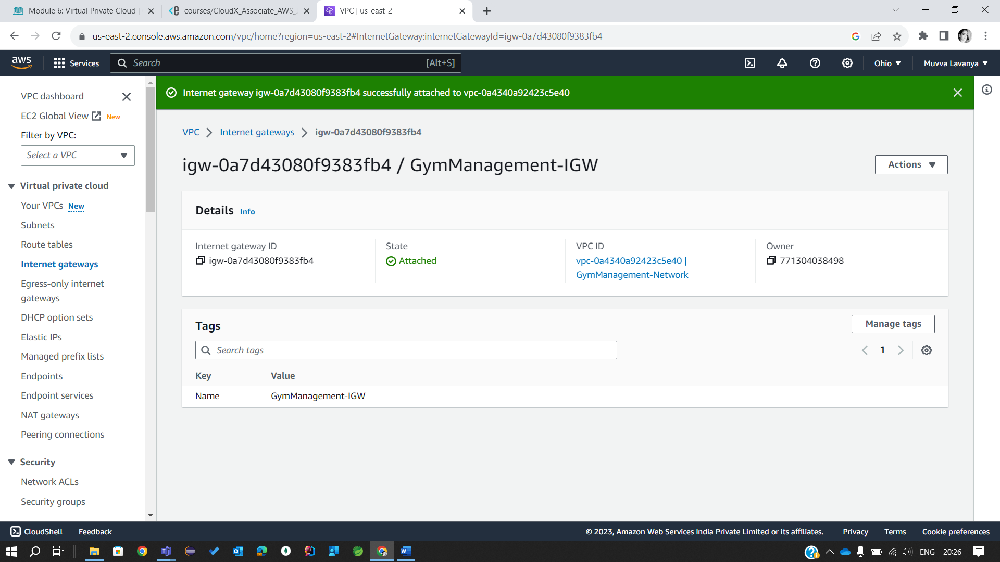 Module 6: Virtual Private Cloud |
courses/CloudX_Associate_AWS_
VPC | us-east-2
us-east-2.console.aws.amazon.com/vpc/home?region=us-east-2#InternetGateway:internetGatewayId=igw-0a7d43080f9383fb4
aws
Services
Search
[Alt+S]
Ohio
Muvva Lavanya
VPC dashboard
EC2 Global View New
Filter by VPC:
Select a VPC
Virtual private cloud
Your VPCs New
Subnets
Route tables
Internet gateways
Egress-only internet
gateways
DHCP option sets
Elastic IPs
Managed prefix lists
Endpoints
Endpoint services
NAT gateways
Peering connections
Security
Network ACLs
Security groups
Internet gateway igw-0a7d43080f9383fb4 successfully attached to vpc-0a4340a92423c5e40
VPC
Internet gateways
igw-0a7d43080f9383fb4
igw-0a7d43080f9383fb4 / GymManagement-IGW
Actions
Details Info
Internet gateway ID
igw-0a7d43080f9383fb4
State
Attached
VPC ID
vpc-0a4340a92423c5e40 |
GymManagement-Network
Owner
771304038498
Tags
Manage tags
Search tags
1
Key
Value
Name
GymManagement-IGW
CloudShell
Feedback
© 2023, Amazon Web Services India Private Limited or its affiliates.
Privacy
Terms
Cookie preferences
ENG
20:26